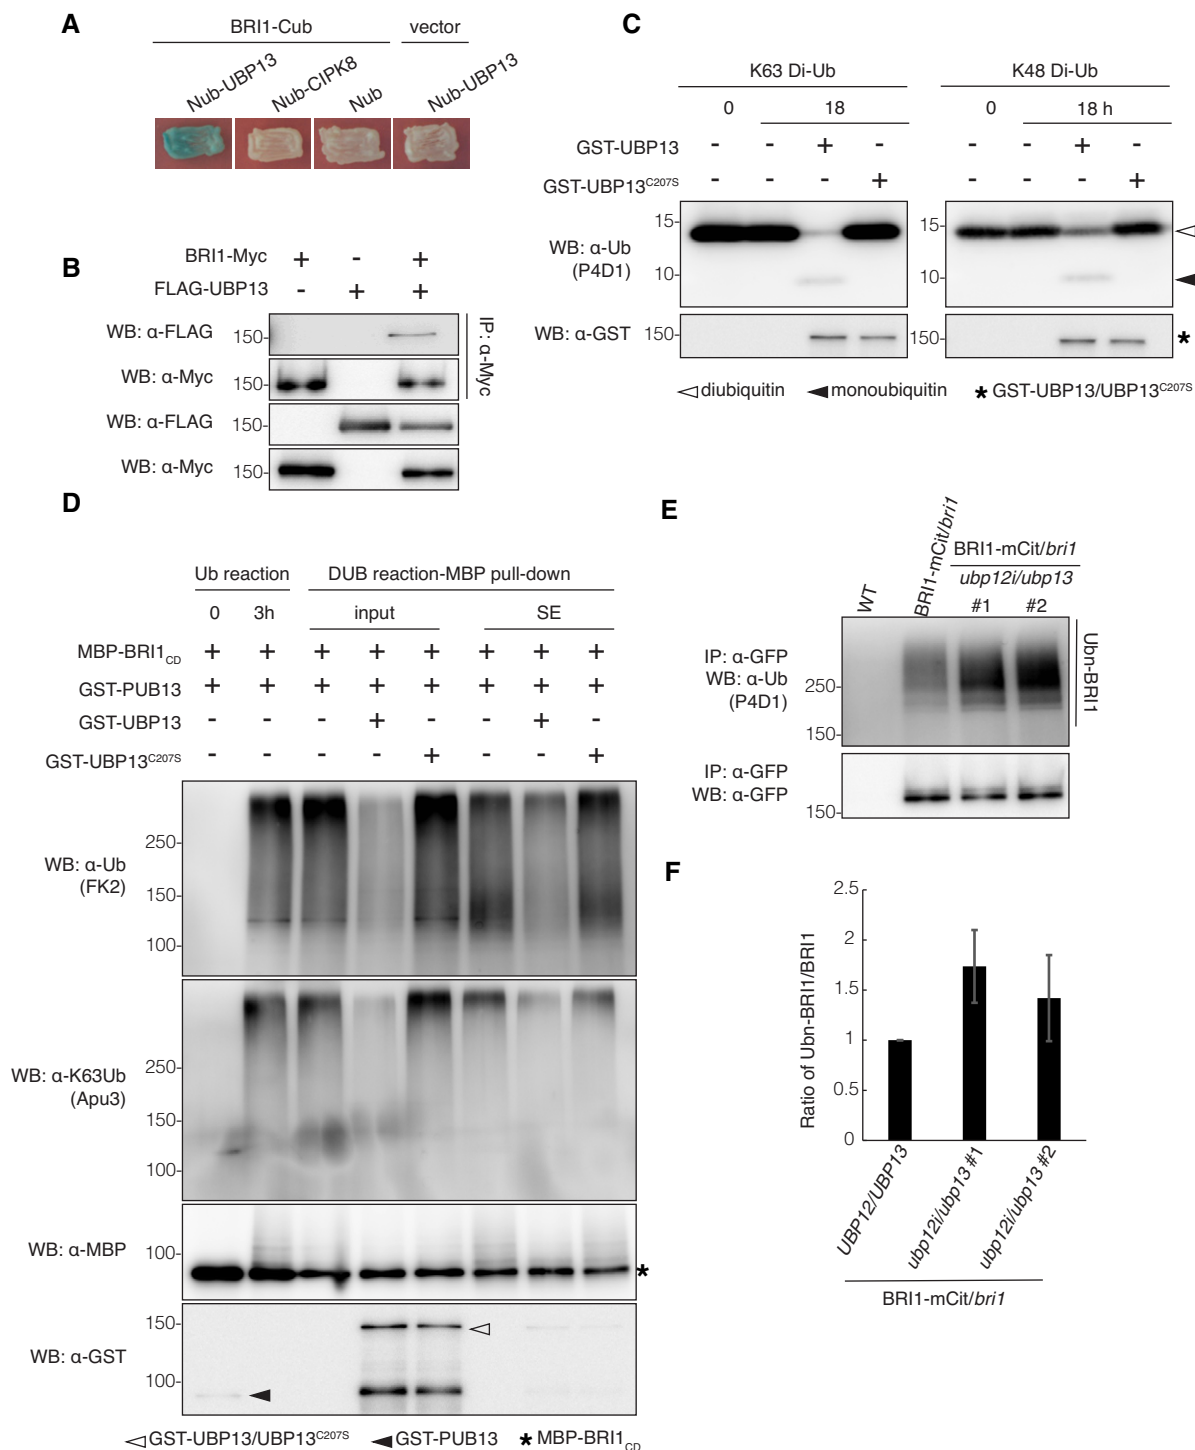 A
BRI1-Cub vector
Nub-UBP13 Nub-CIPK8 Nub Nub-UBP13
B
BRI1-Myc + - +
FLAG-UBP13 - + +
WB: α-FLAG 150-
WB: α-Myc 150-
IP: α-Myc
WB: α-FLAG 150-
WB: α-Myc 150-
C
K63 Di-Ub K48 Di-Ub
0 18 0 18 h
GST-UBP13 - - + - - - + -
GST-UBP13C207S - - - + - - - +
WB: α-Ub
(P4D1)
15-
10-
15-
10-
WB: α-GST 150- 150- *
◁ diubiquitin ◀ monoubiquitin * GST-UBP13/UBP13C207S
D
Ub reaction DUB reaction-MBP pull-down
0 3h input SE
MBP-BRI1CD + + + + + + + +
GST-PUB13 + + + + + + + +
GST-UBP13 - - - + - - + -
GST-UBP13C207S - - - - + - - +
WB: α-Ub
(FK2)
250-
150-
100-
WB: α-K63Ub
(Apu3)
250-
150-
100-
WB: α-MBP 100- *
WB: α-GST
150-
100-
◁ GST-UBP13/UBP13C207S ◀ GST-PUB13 * MBP-BRI1CD
E
WT BRI1-mCit/bri1
BRI1-mCit/bri1
ubp12i/ubp13
#1 #2
IP: α-GFP
WB: α-Ub
(P4D1)
250-
150-
Ubn-BRI1
IP: α-GFP
WB: α-GFP
150-
F
Ratio of Ubn-BRI1/BRI1
2.5
2
1.5
1
0.5
0
UBP12/UBP13 ubp12i/ubp13 #1 ubp12i/ubp13 #2
BRI1-mCit/bri1